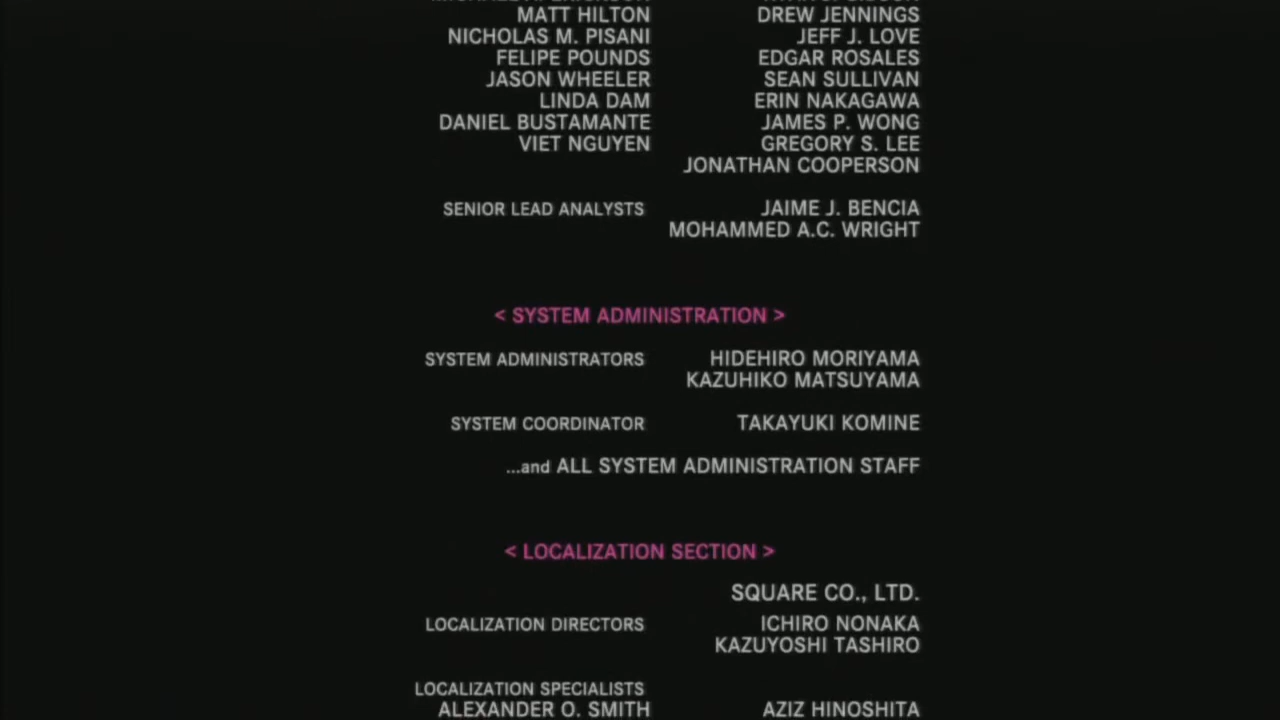 MATT HILTON DREW JENNINGS
NICHOLAS M. PISANI JEFF J. LOVE
FELIPE POUNDS EDGAR ROSALES
JASON WHEELER SEAN SULLIVAN
LINDA DAM ERIN NAKAGAWA
DANIEL BUSTAMANTE JAMES P. WONG
VIET NGUYEN GREGORY S. LEE
JONATHAN COOPERSON
SENIOR LEAD ANALYSTS JAIME J. BENCIA
MOHAMMED A.C. WRIGHT
< SYSTEM ADMINISTRATION >
SYSTEM ADMINISTRATORS HIDEHIRO MORIYAMA
KAZUHIKO MATSUYAMA
SYSTEM COORDINATOR TAKAYUKI KOMINE
...and ALL SYSTEM ADMINISTRATION STAFF
< LOCALIZATION SECTION >
SQUARE CO., LTD.
LOCALIZATION DIRECTORS ICHIRO NONAKA
KAZUYOSHI TASHIRO
LOCALIZATION SPECIALISTS
ALEXANDER O. SMITH AZIZ HINOSHITA